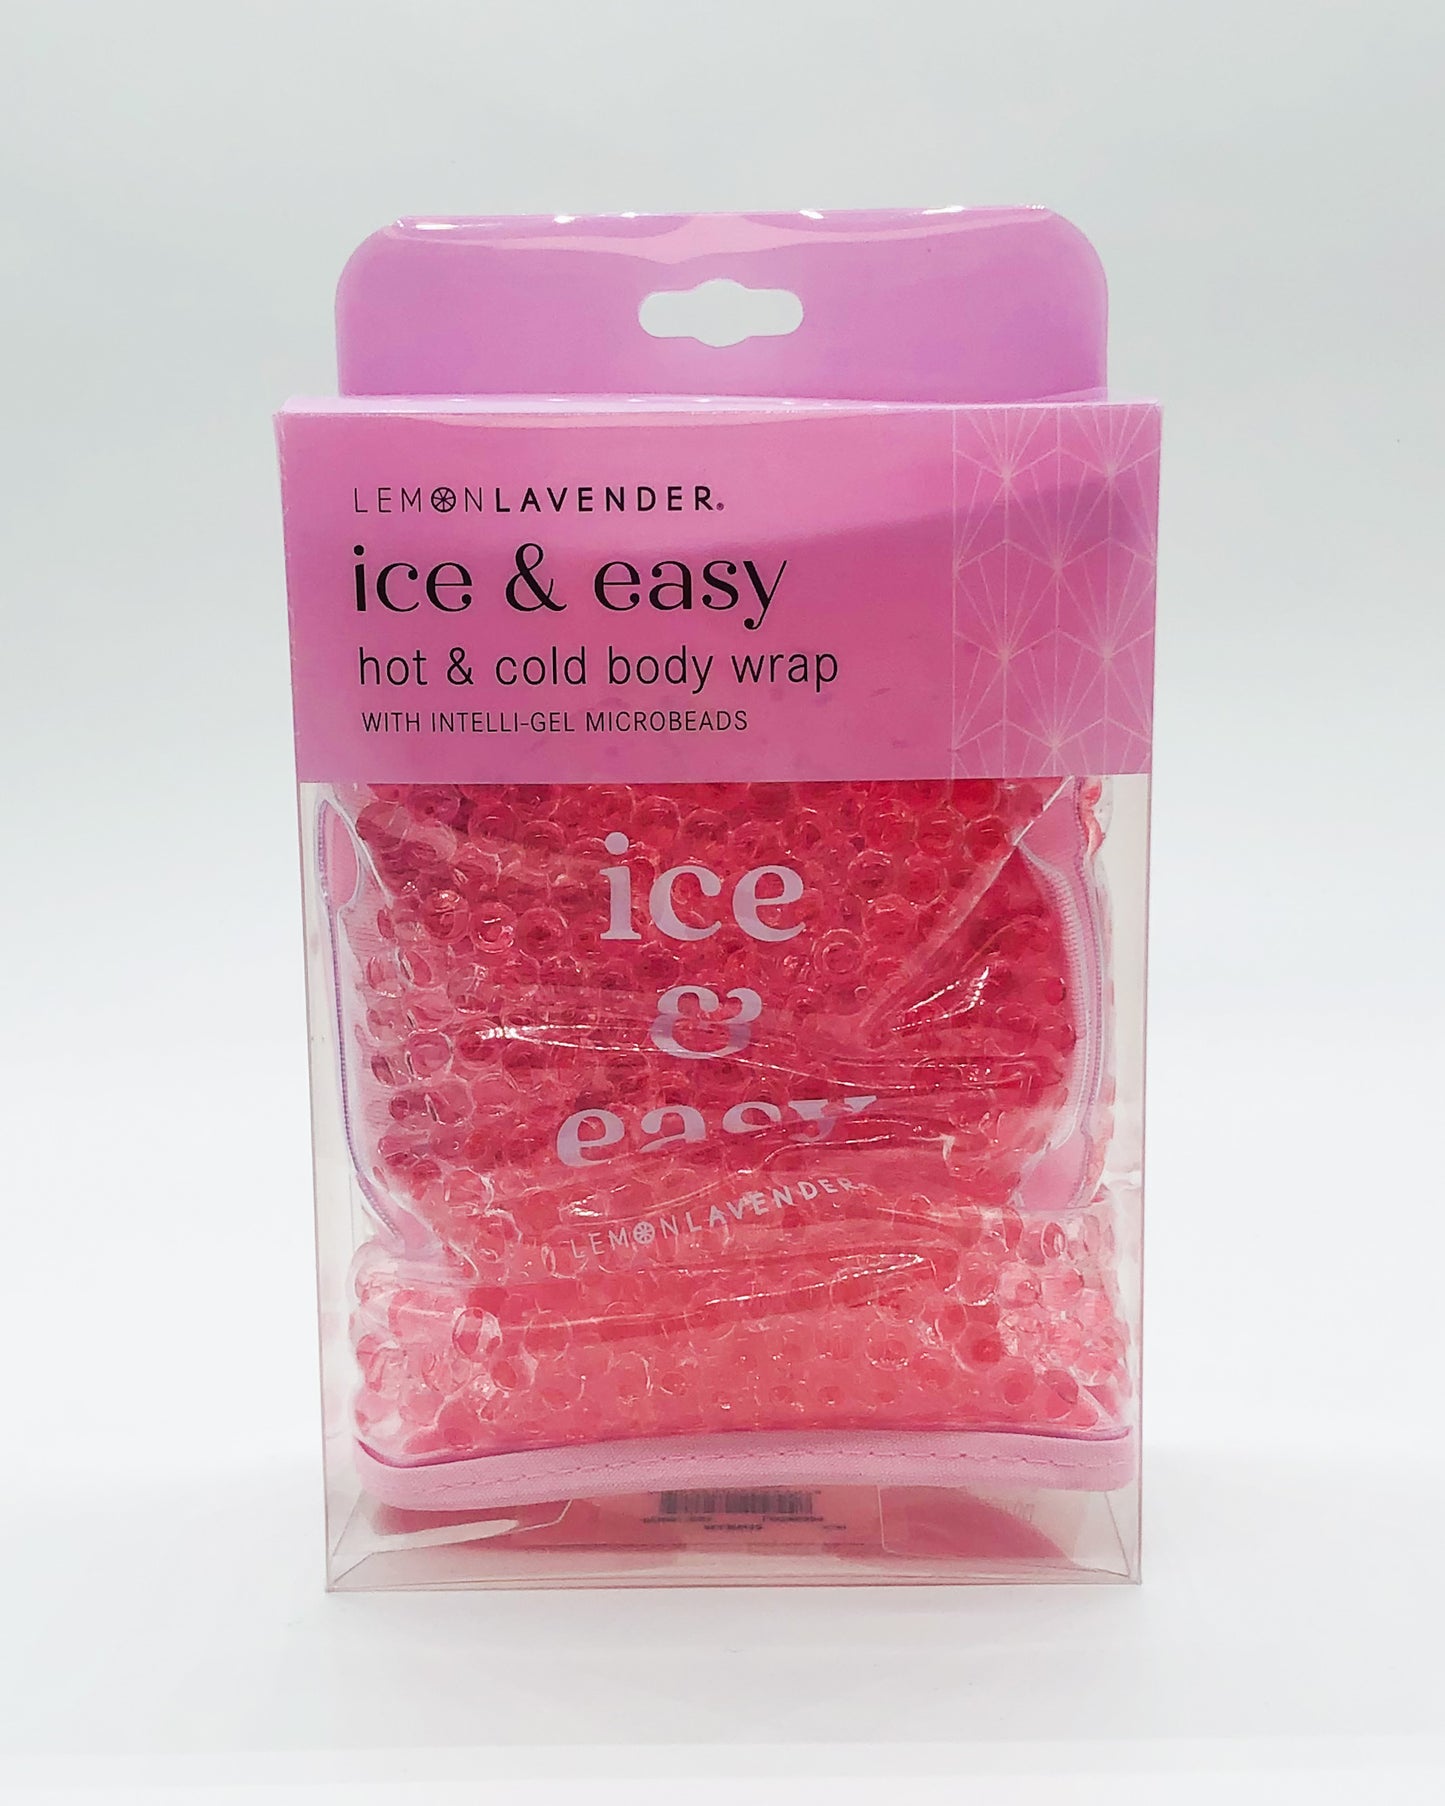 LEMONLAVENDER®
ice & easy
hot & cold body wrap
WITH INTELLI-GEL MICROBEADS
ice
&
easy
LEMONLAVENDER